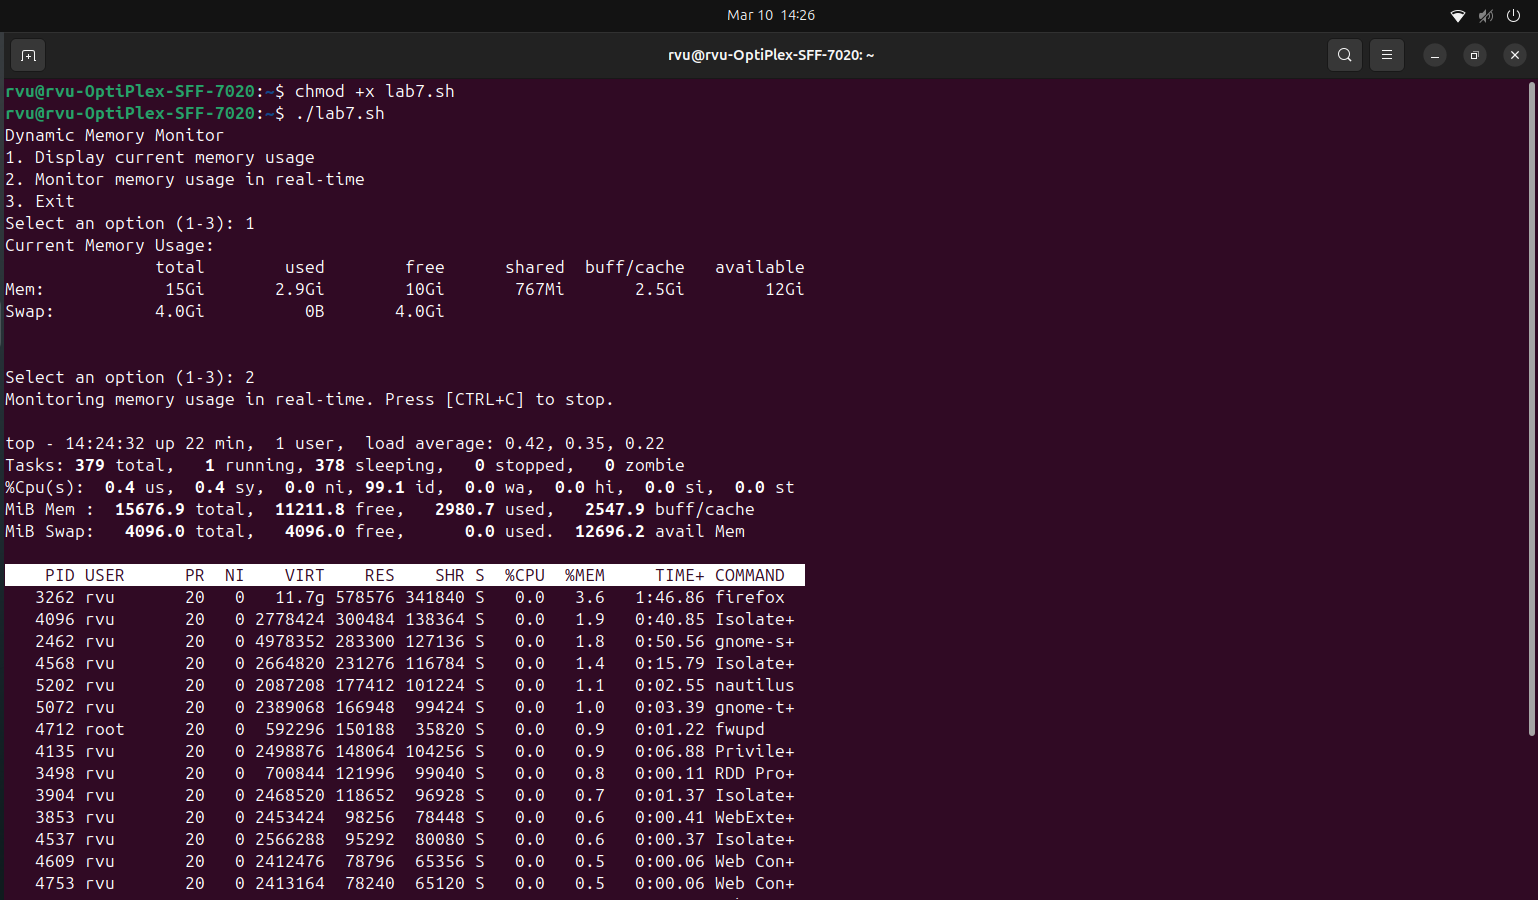 Mar 10 14:26
rvu@rvu-OptiPlex-SFF-7020: ~
rvu@rvu-OptiPlex-SFF-7020:~$ chmod +x lab7.sh
rvu@rvu-OptiPlex-SFF-7020:~$ ./lab7.sh
Dynamic Memory Monitor
1. Display current memory usage
2. Monitor memory usage in real-time
3. Exit
Select an option (1-3): 1
Current Memory Usage:
               total        used        free      shared  buff/cache   available
Mem:            15Gi       2.9Gi        10Gi       767Mi       2.5Gi        12Gi
Swap:          4.0Gi          0B       4.0Gi
Select an option (1-3): 2
Monitoring memory usage in real-time. Press [CTRL+C] to stop.
top - 14:24:32 up 22 min,  1 user,  load average: 0.42, 0.35, 0.22
Tasks: 379 total,   1 running, 378 sleeping,   0 stopped,   0 zombie
%Cpu(s):  0.4 us,  0.4 sy,  0.0 ni, 99.1 id,  0.0 wa,  0.0 hi,  0.0 si,  0.0 st
MiB Mem :  15676.9 total,  11211.8 free,   2980.7 used,   2547.9 buff/cache
MiB Swap:   4096.0 total,   4096.0 free,      0.0 used.  12696.2 avail Mem
    PID USER      PR  NI    VIRT    RES    SHR S  %CPU  %MEM     TIME+ COMMAND
   3262 rvu       20   0   11.7g 578576 341840 S   0.0   3.6   1:46.86 firefox
   4096 rvu       20   0 2778424 300484 138364 S   0.0   1.9   0:40.85 Isolate+
   2462 rvu       20   0 4978352 283300 127136 S   0.0   1.8   0:50.56 gnome-s+
   4568 rvu       20   0 2664820 231276 116784 S   0.0   1.4   0:15.79 Isolate+
   5202 rvu       20   0 2087208 177412 101224 S   0.0   1.1   0:02.55 nautilus
   5072 rvu       20   0 2389068 166948  99424 S   0.0   1.0   0:03.39 gnome-t+
   4712 root      20   0  592296 150188  35820 S   0.0   0.9   0:01.22 fwupd
   4135 rvu       20   0 2498876 148064 104256 S   0.0   0.9   0:06.88 Privile+
   3498 rvu       20   0  700844 121996  99040 S   0.0   0.8   0:00.11 RDD Pro+
   3904 rvu       20   0 2468520 118652  96928 S   0.0   0.7   0:01.37 Isolate+
   3853 rvu       20   0 2453424  98256  78448 S   0.0   0.6   0:00.41 WebExte+
   4537 rvu       20   0 2566288  95292  80080 S   0.0   0.6   0:00.37 Isolate+
   4609 rvu       20   0 2412476  78796  65356 S   0.0   0.5   0:00.06 Web Con+
   4753 rvu       20   0 2413164  78240  65120 S   0.0   0.5   0:00.06 Web Con+